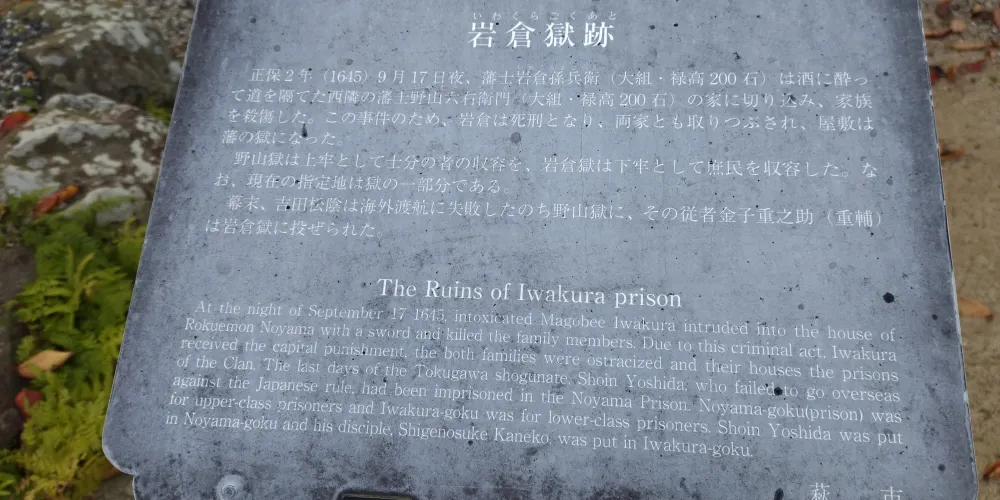 いわくらごくあと
岩倉獄跡
正保2年（1645）9月17日夜、藩士岩倉孫兵衛（大組・禄高200石）は酒に酔っ
て道を隔てた西隣の藩士野山六右衛門（大組・禄高200石）の家に切り込み、家族
を殺傷した。この事件のため、岩倉は死刑となり、両家とも取りつぶされ、屋敷は
藩の獄になった。
野山獄は上牢として士分の者の収容を、岩倉獄は下牢として庶民を収容した。な
お、現在の指定地は獄の一部分である。
幕末、吉田松陰は海外渡航に失敗したのち野山獄に、その従者金子重之助（重輔）
は岩倉獄に投ぜられた。
The Ruins of Iwakura prison
At the night of September 17 1645, intoxicated Magobee Iwakura intruded into the house of
Rokuemon Noyama with a sword and killed the family members. Due to this criminal act, Iwakura
received the capital punishment, the both families were ostracized and their houses the prisons
of the Clan. The last days of the Tokugawa shogunate, Shoin Yoshida; who failed to go overseas
against the Japanese rule, had been imprisoned in the Noyama Prison. Noyama-goku(prison) was
for upper-class prisoners and Iwakura-goku was for lower-class prisoners. Shoin Yoshida was put
in Noyama-goku and his disciple, Shigenosuke Kaneko, was put in Iwakura-goku.
萩 市